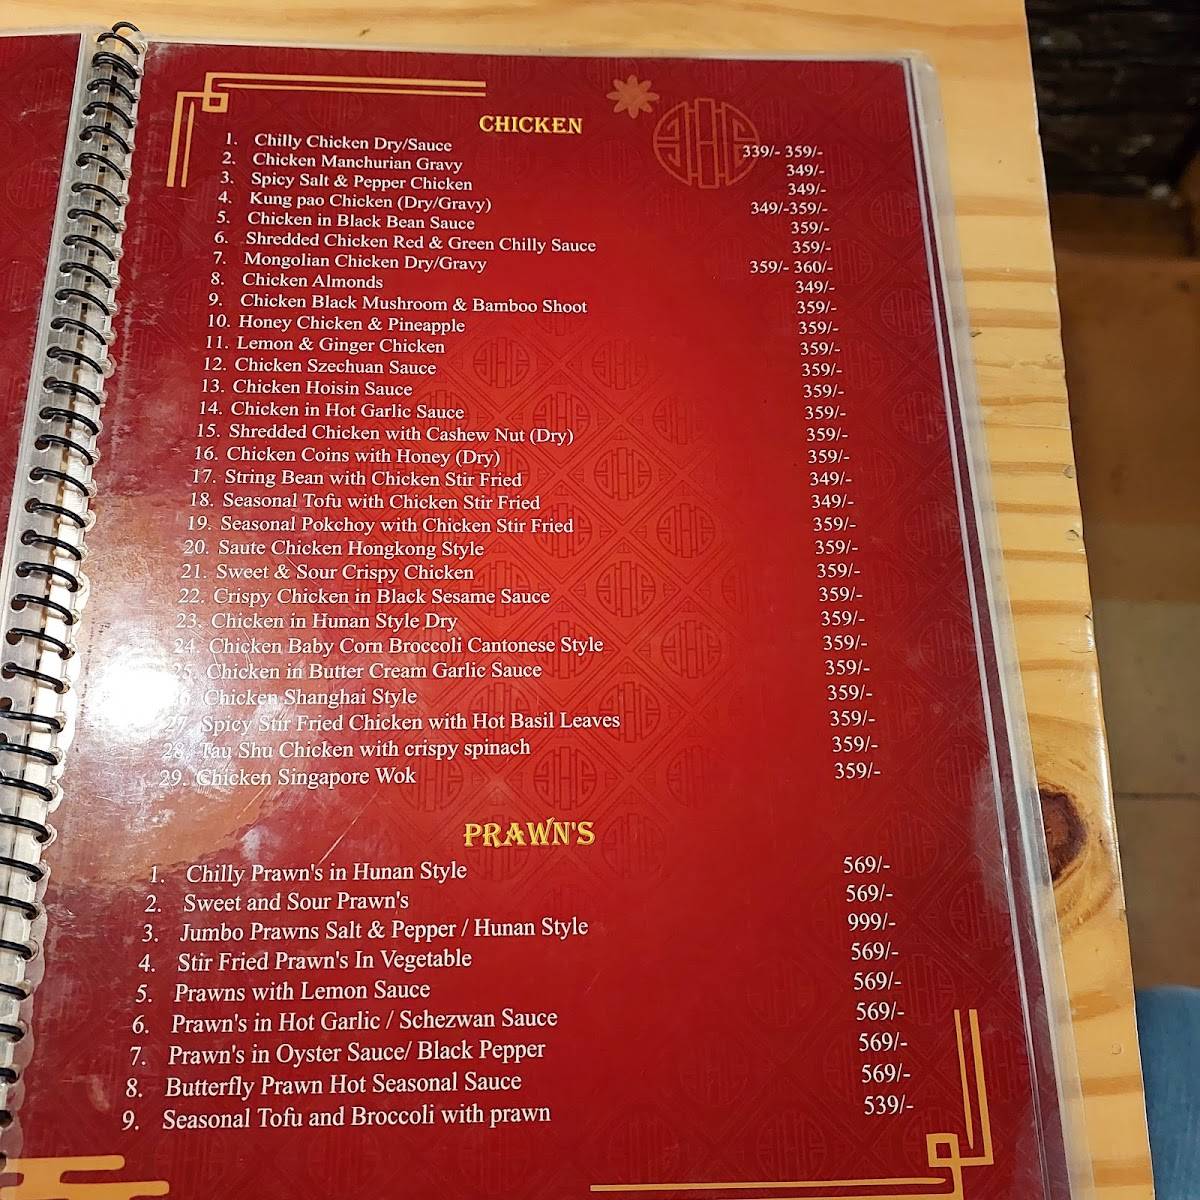 CHICKEN
1. Chilly Chicken Dry/Sauce 339/- 359/-
2. Chicken Manchurian Gravy 349/-
3. Spicy Salt & Pepper Chicken 349/-
4. Kung pao Chicken (Dry/Gravy) 349/-359/-
5. Chicken in Black Bean Sauce 359/-
6. Shredded Chicken Red & Green Chilly Sauce 359/-
7. Mongolian Chicken Dry/Gravy 359/- 360/-
8. Chicken Almonds 349/-
9. Chicken Black Mushroom & Bamboo Shoot 359/-
10. Honey Chicken & Pineapple 359/-
11. Lemon & Ginger Chicken 359/-
12. Chicken Szechuan Sauce 359/-
13. Chicken Hoisin Sauce 359/-
14. Chicken in Hot Garlic Sauce 359/-
15. Shredded Chicken with Cashew Nut (Dry) 359/-
16. Chicken Coins with Honey (Dry) 359/-
17. String Bean with Chicken Stir Fried 349/-
18. Seasonal Tofu with Chicken Stir Fried 349/-
19. Seasonal Pokchoy with Chicken Stir Fried 359/-
20. Saute Chicken Hongkong Style 359/-
21. Sweet & Sour Crispy Chicken 359/-
22. Crispy Chicken in Black Sesame Sauce 359/-
23. Chicken in Hunan Style Dry 359/-
24. Chicken Baby Corn Broccoli Cantonese Style 359/-
25. Chicken in Butter Cream Garlic Sauce 359/-
26. Chicken Shanghai Style 359/-
27. Spicy Stir Fried Chicken with Hot Basil Leaves 359/-
28. Tau Shu Chicken with crispy spinach 359/-
29. Chicken Singapore Wok 359/-
PRAWN'S
1. Chilly Prawn's in Hunan Style 569/-
2. Sweet and Sour Prawn's 569/-
3. Jumbo Prawns Salt & Pepper / Hunan Style 999/-
4. Stir Fried Prawn's In Vegetable 569/-
5. Prawns with Lemon Sauce 569/-
6. Prawn's in Hot Garlic / Schezwan Sauce 569/-
7. Prawn's in Oyster Sauce/ Black Pepper 569/-
8. Butterfly Prawn Hot Seasonal Sauce 569/-
9. Seasonal Tofu and Broccoli with prawn 539/-